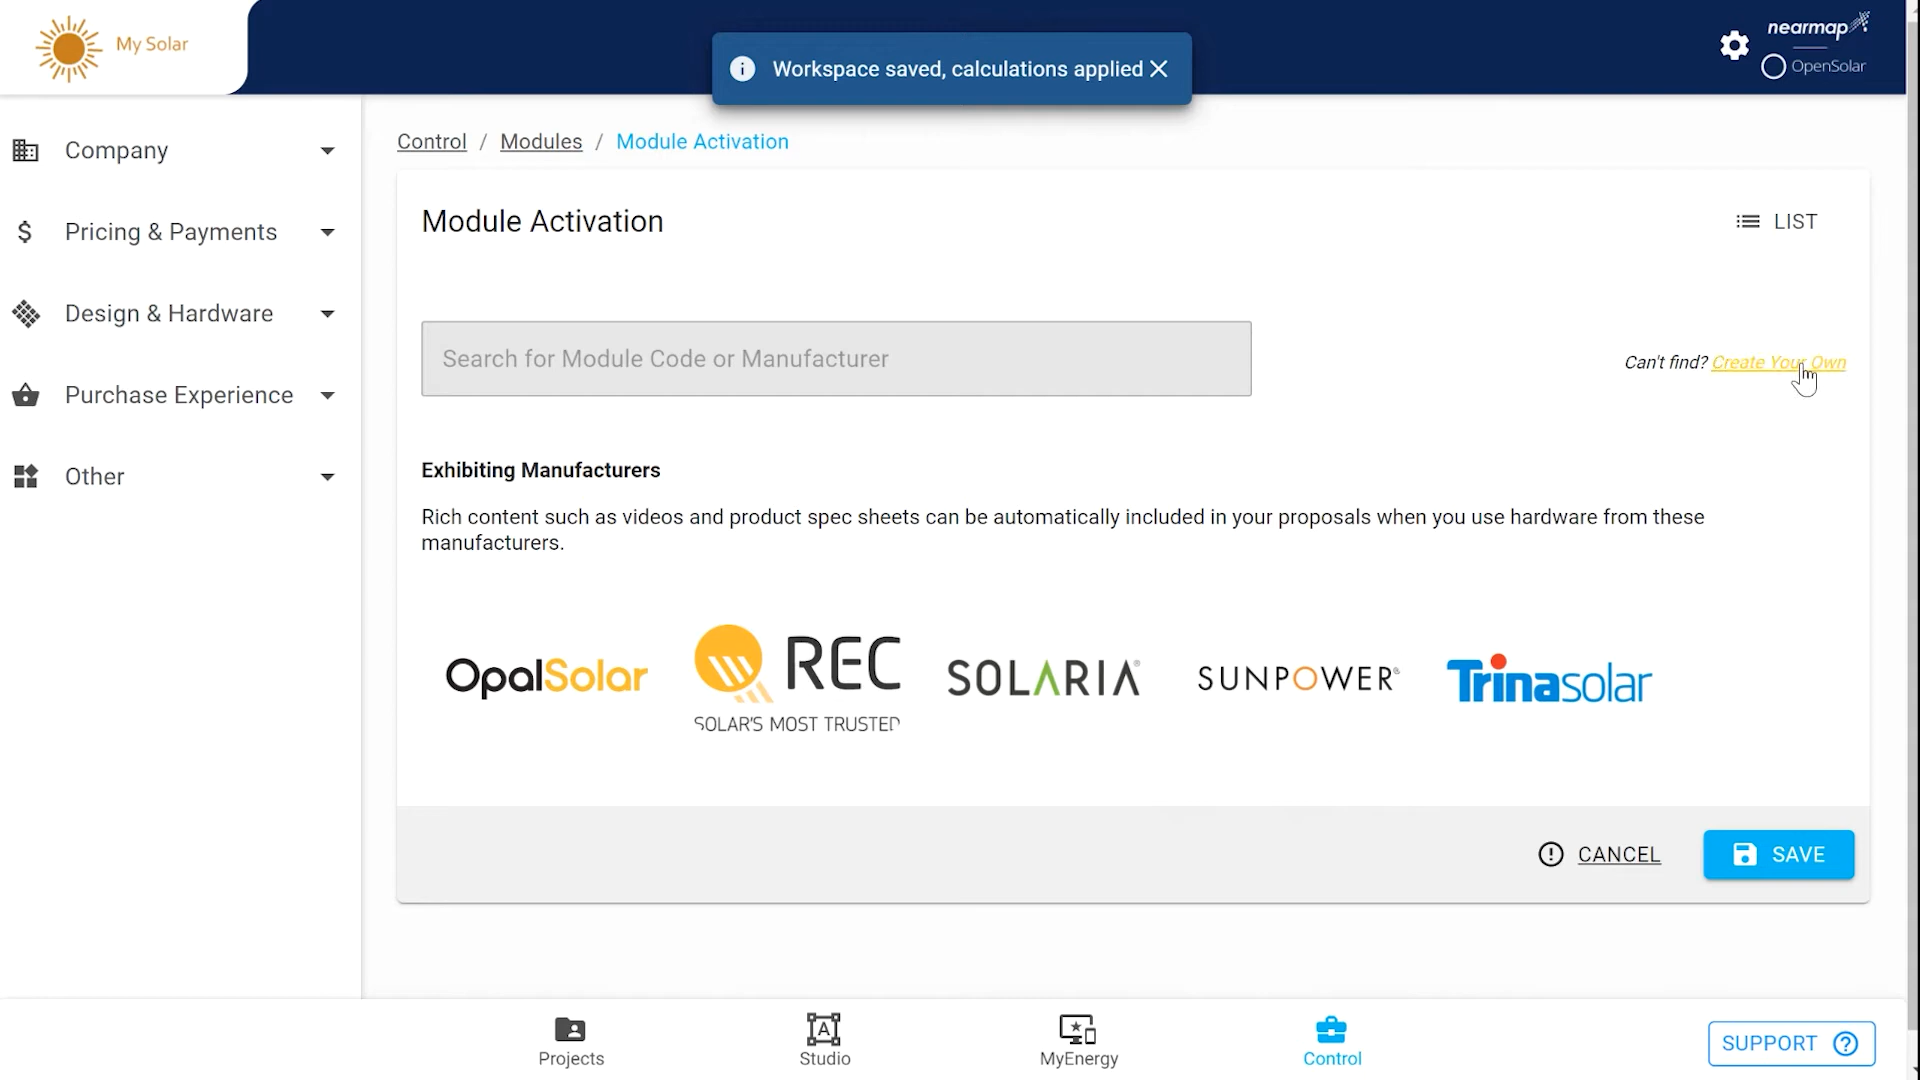 My Solar
Workspace saved, calculations applied
nearmap
OpenSolar
Company
Pricing & Payments
Design & Hardware
Purchase Experience
Other
Control / Modules / Module Activation
Module Activation
LIST
Search for Module Code or Manufacturer
Can't find? Create Your Own
Exhibiting Manufacturers
Rich content such as videos and product spec sheets can be automatically included in your proposals when you use hardware from these
manufacturers.
OpalSolar
REC
SOLAR'S MOST TRUSTED
SOLARIA®
SUNPOWER®
Trinasolar
CANCEL
SAVE
Projects
Studio
MyEnergy
Control
SUPPORT